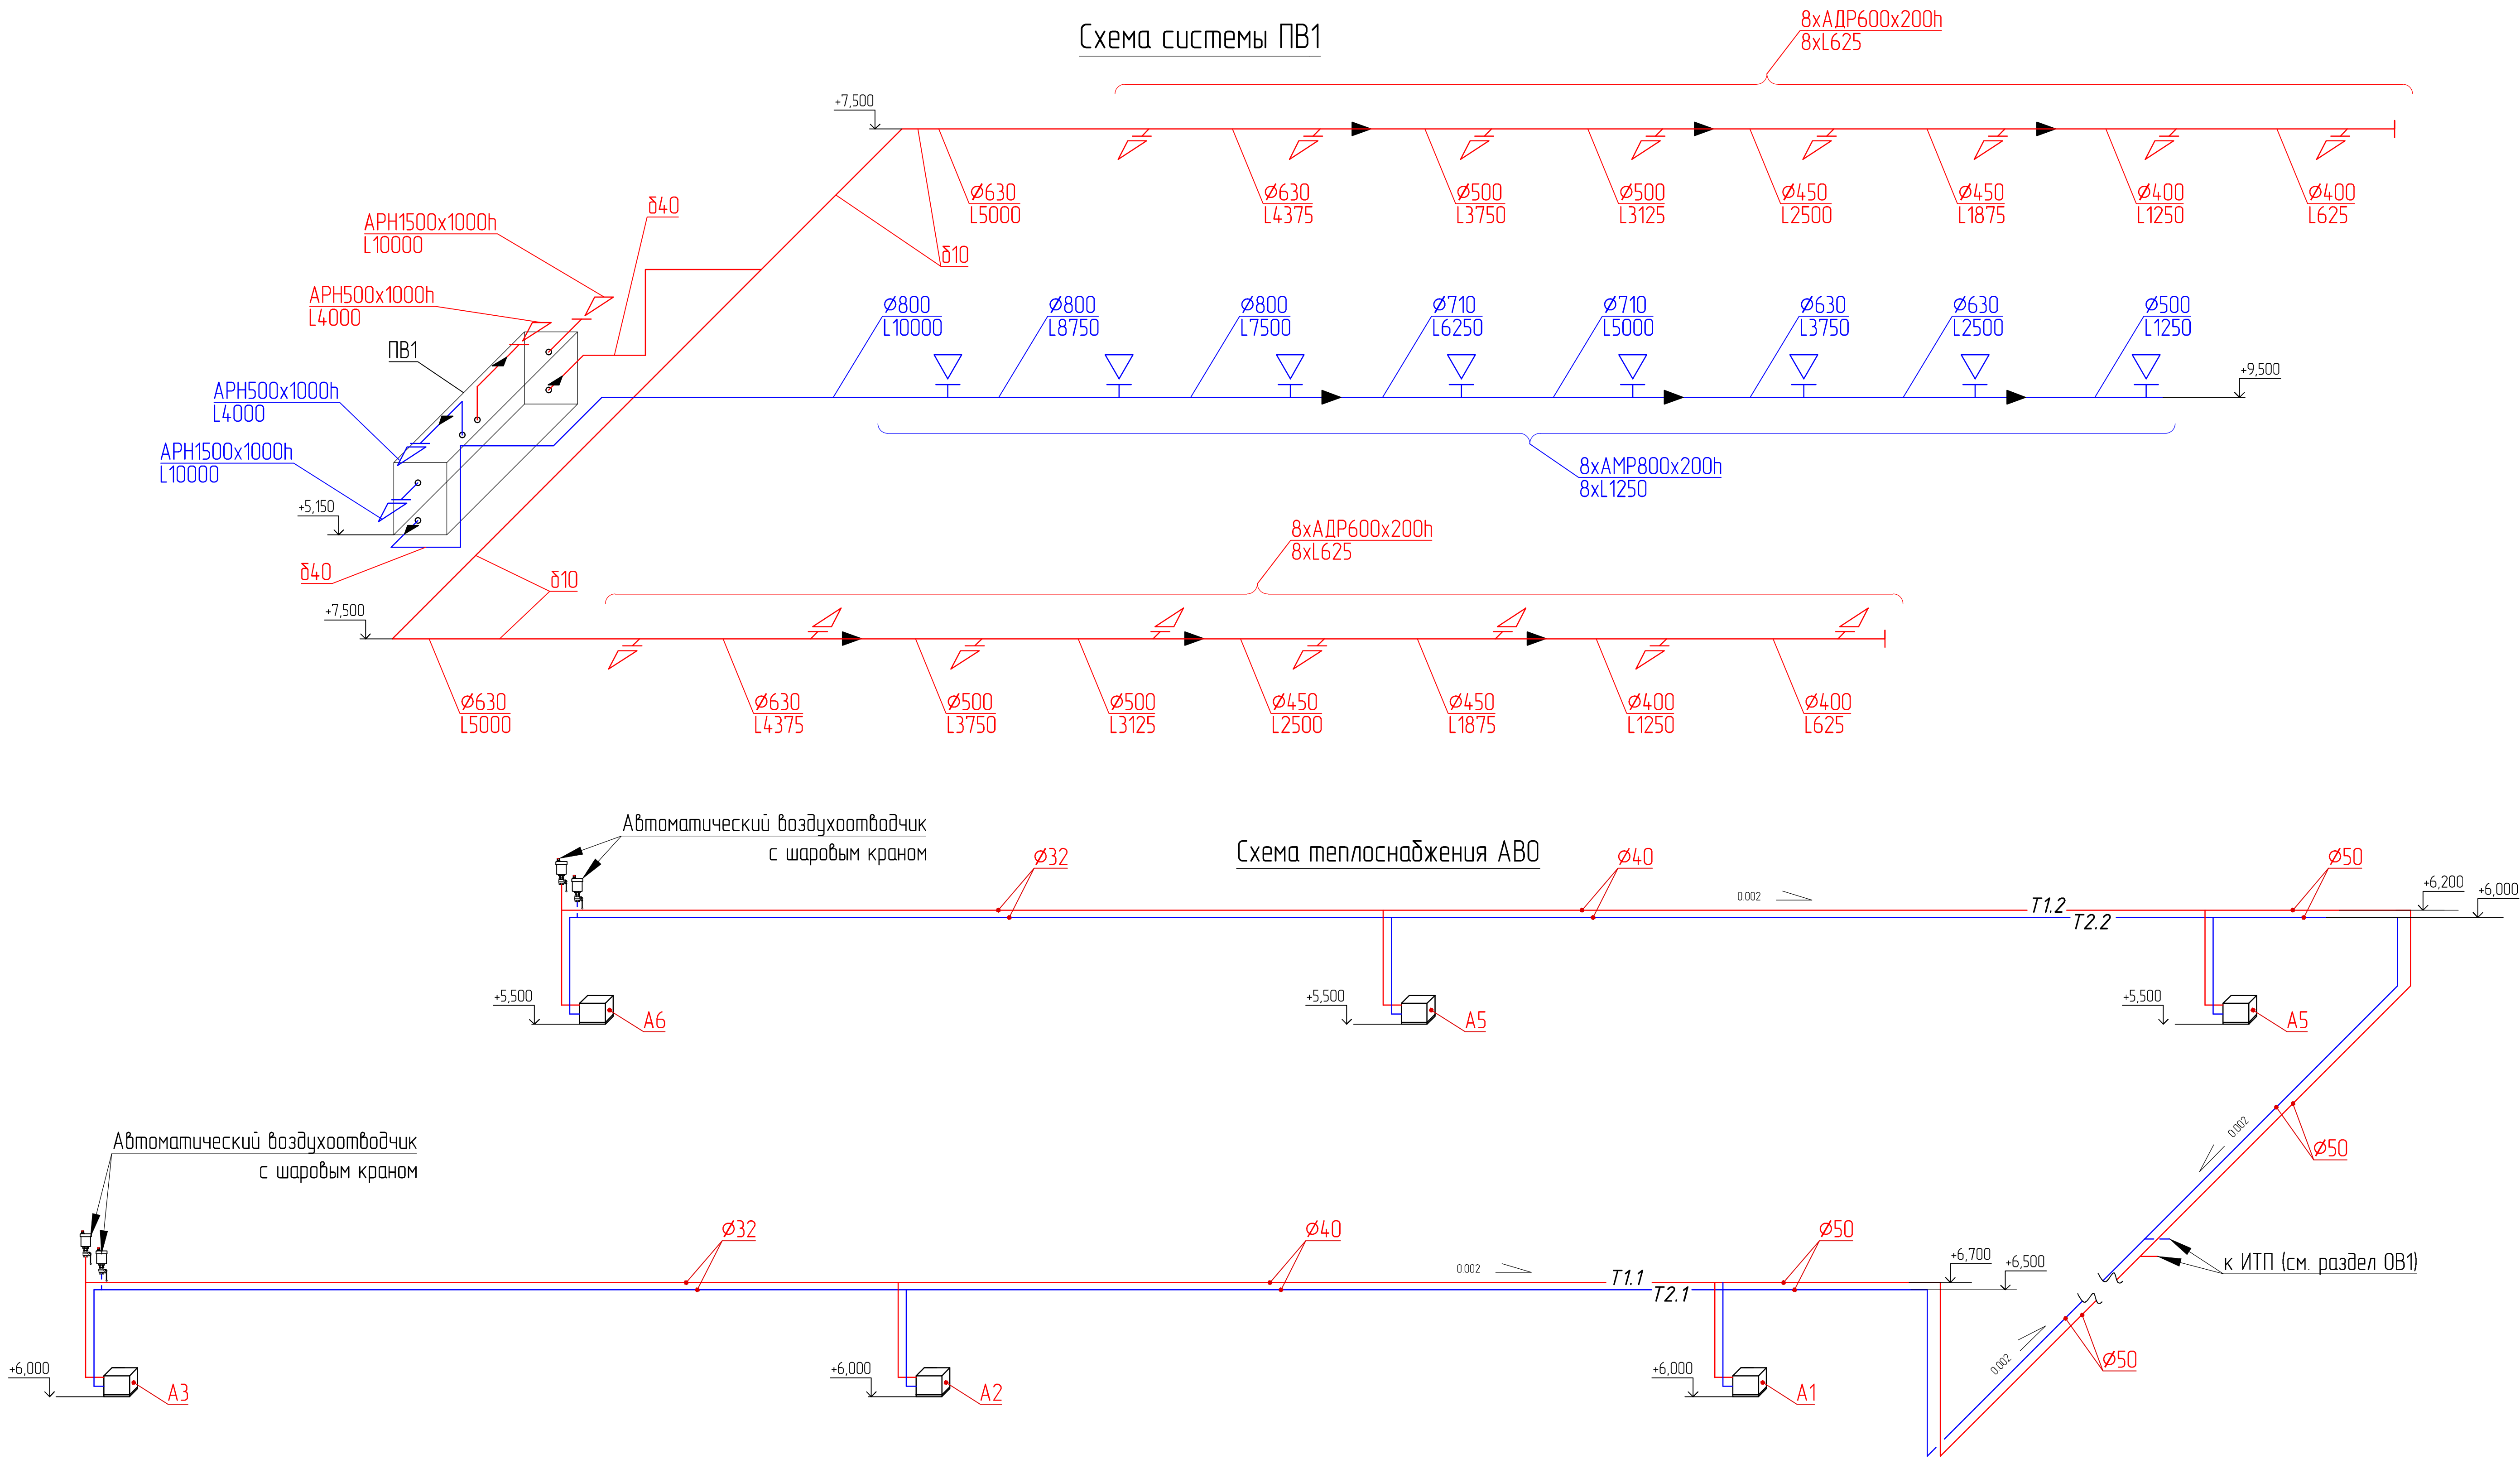 Схема системы ПВ1
8хАДР600х200h
8хL625
+7,500
Ø630
L5000
Ø630
L4375
Ø500
L3750
Ø500
L3125
Ø450
L2500
Ø450
L1875
Ø400
L1250
Ø400
L625
δ10
δ40
АРН1500х1000h
L10000
АРН500х1000h
L4000
ПВ1
АРН500х1000h
L4000
АРН1500х1000h
L10000
+5,150
δ40
Ø800
L10000
Ø800
L8750
Ø800
L7500
Ø710
L6250
Ø710
L5000
Ø630
L3750
Ø630
L2500
Ø500
L1250
+9,500
8хАМР800х200h
8хL1250
8хАДР600х200h
8хL625
δ10
+7,500
Ø630
L5000
Ø630
L4375
Ø500
L3750
Ø500
L3125
Ø450
L2500
Ø450
L1875
Ø400
L1250
Ø400
L625
Схема теплоснабжения АВО
Автоматический воздухоотводчик
с шаровым краном
Ø32
Ø40
0.002
Т1.2
Т2.2
Ø50
+6,200
+6,000
+5,500
А6
+5,500
А5
+5,500
А5
0.002
Ø50
к ИТП (см. раздел ОВ1)
Автоматический воздухоотводчик
с шаровым краном
Ø32
Ø40
0.002
Т1.1
Т2.1
Ø50
+6,700
+6,500
0.002
Ø50
+6,000
А3
+6,000
А2
+6,000
А1